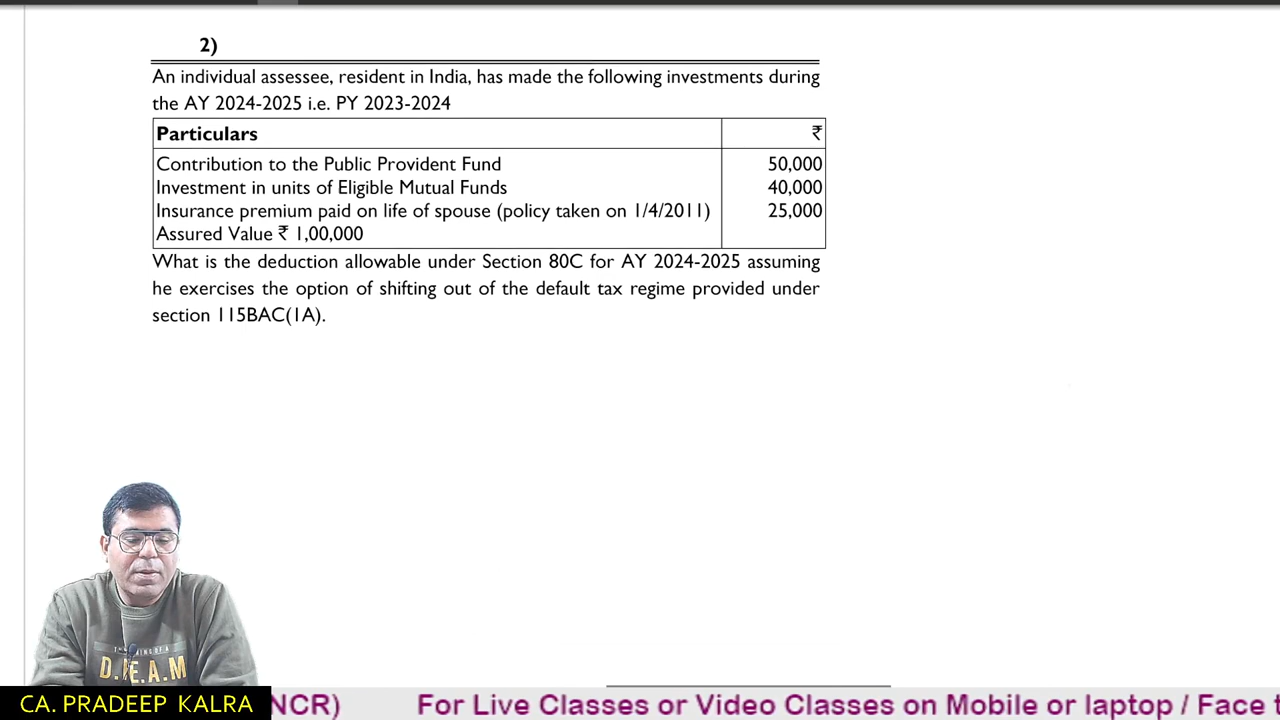 2)
An individual assessee, resident in India, has made the following investments during
the AY 2024-2025 i.e. PY 2023-2024
Particulars ₹
Contribution to the Public Provident Fund 50,000
Investment in units of Eligible Mutual Funds 40,000
Insurance premium paid on life of spouse (policy taken on 1/4/2011) 25,000
Assured Value ₹ 1,00,000
What is the deduction allowable under Section 80C for AY 2024-2025 assuming
he exercises the option of shifting out of the default tax regime provided under
section 115BAC(1A).
D.R.E.A.M
CA. PRADEEP KALRA
NCR) For Live Classes or Video Classes on Mobile or laptop / Face